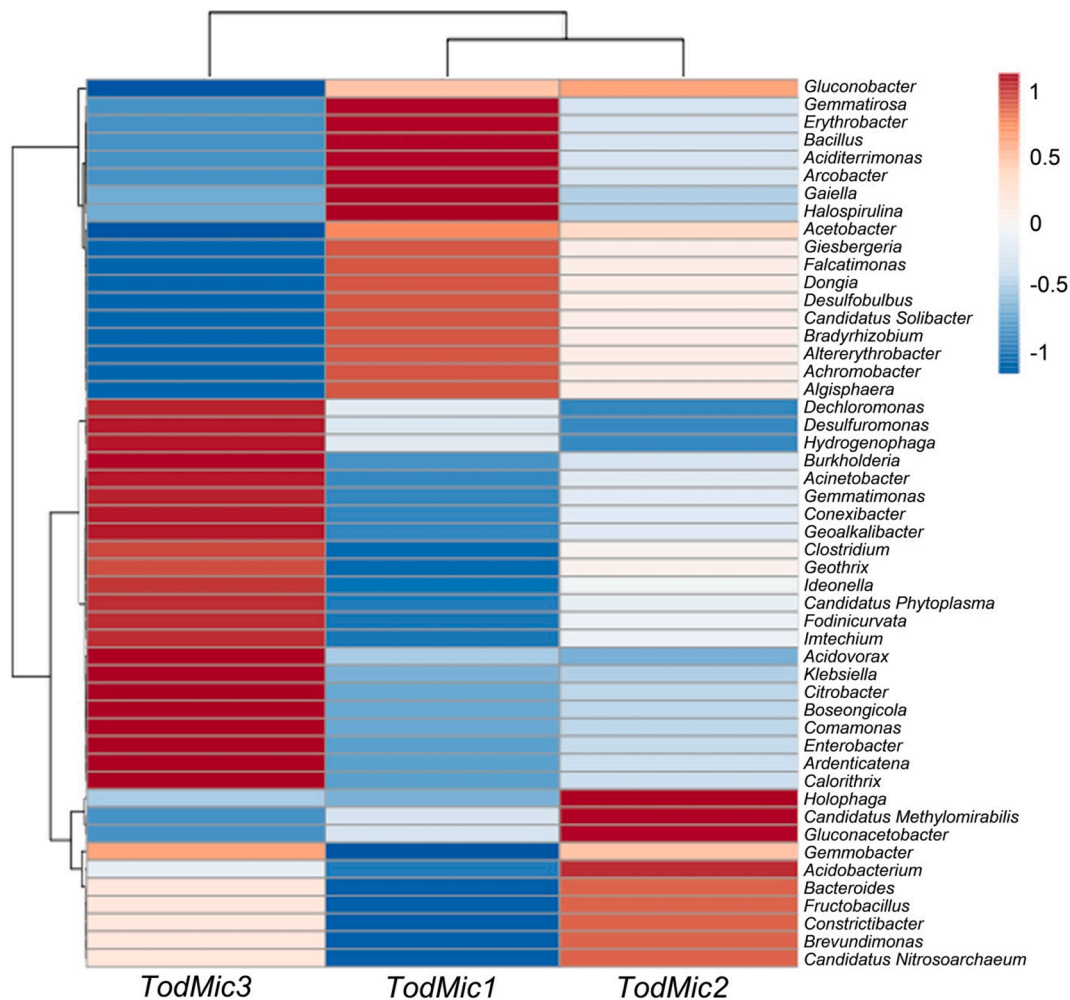 Gluconobacter
Gemmatirosa
Erythrobacter
Bacillus
Aciditerrimonas
Arcobacter
Gaiella
Halospirulina
Acetobacter
Giesbergeria
Falcatimonas
Dongia
Desulfobulbus
Candidatus Solibacter
Bradyrhizobium
Altererythrobacter
Achromobacter
Algisphaera
Dechloromonas
Desulfuromonas
Hydrogenophaga
Burkholderia
Acinetobacter
Gemmatimonas
Conexibacter
Geoalkalibacter
Clostridium
Geothrix
Ideonella
Candidatus Phytoplasma
Fodinicurvata
Imtechium
Acidovorax
Klebsiella
Citrobacter
Boseongicola
Comamonas
Enterobacter
Ardenticatena
Calorithrix
Holophaga
Candidatus Methylomirabilis
Gluconacetobacter
Gemmobacter
Acidobacterium
Bacteroides
Fructobacillus
Constrictibacter
Brevundimonas
Candidatus Nitrosoarchaeum
1
0.5
0
-0.5
-1
TodMic3 TodMic1 TodMic2